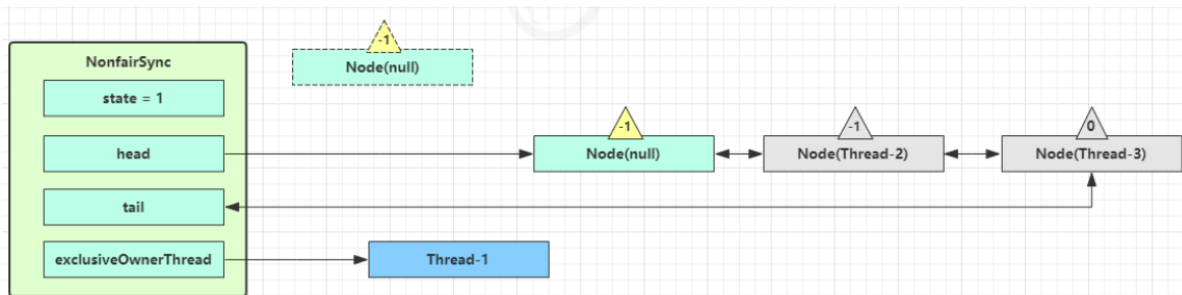 -1
Node(null)
NonfairSync
state = 1
head
-1
Node(null)
-1
Node(Thread-2)
0
Node(Thread-3)
tail
exclusiveOwnerThread
Thread-1